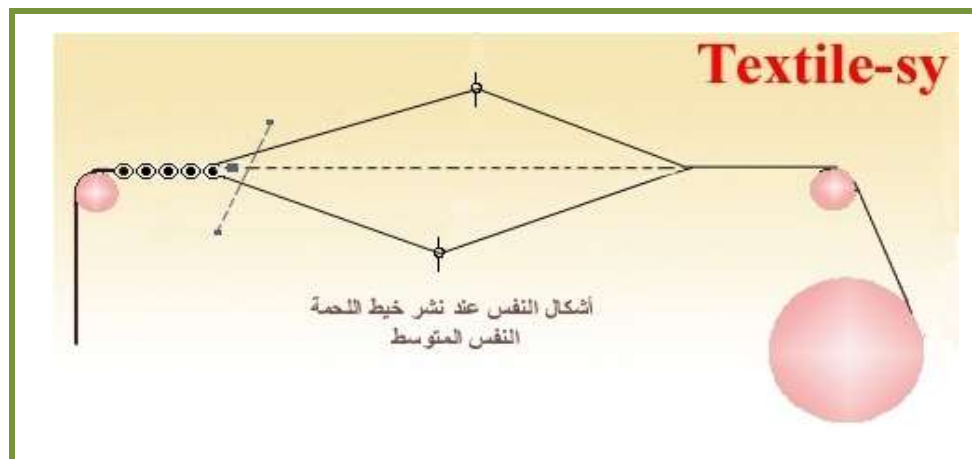 Textile-sy
أشكال النفس عند نشر خيط اللحمة
النفس المتوسط